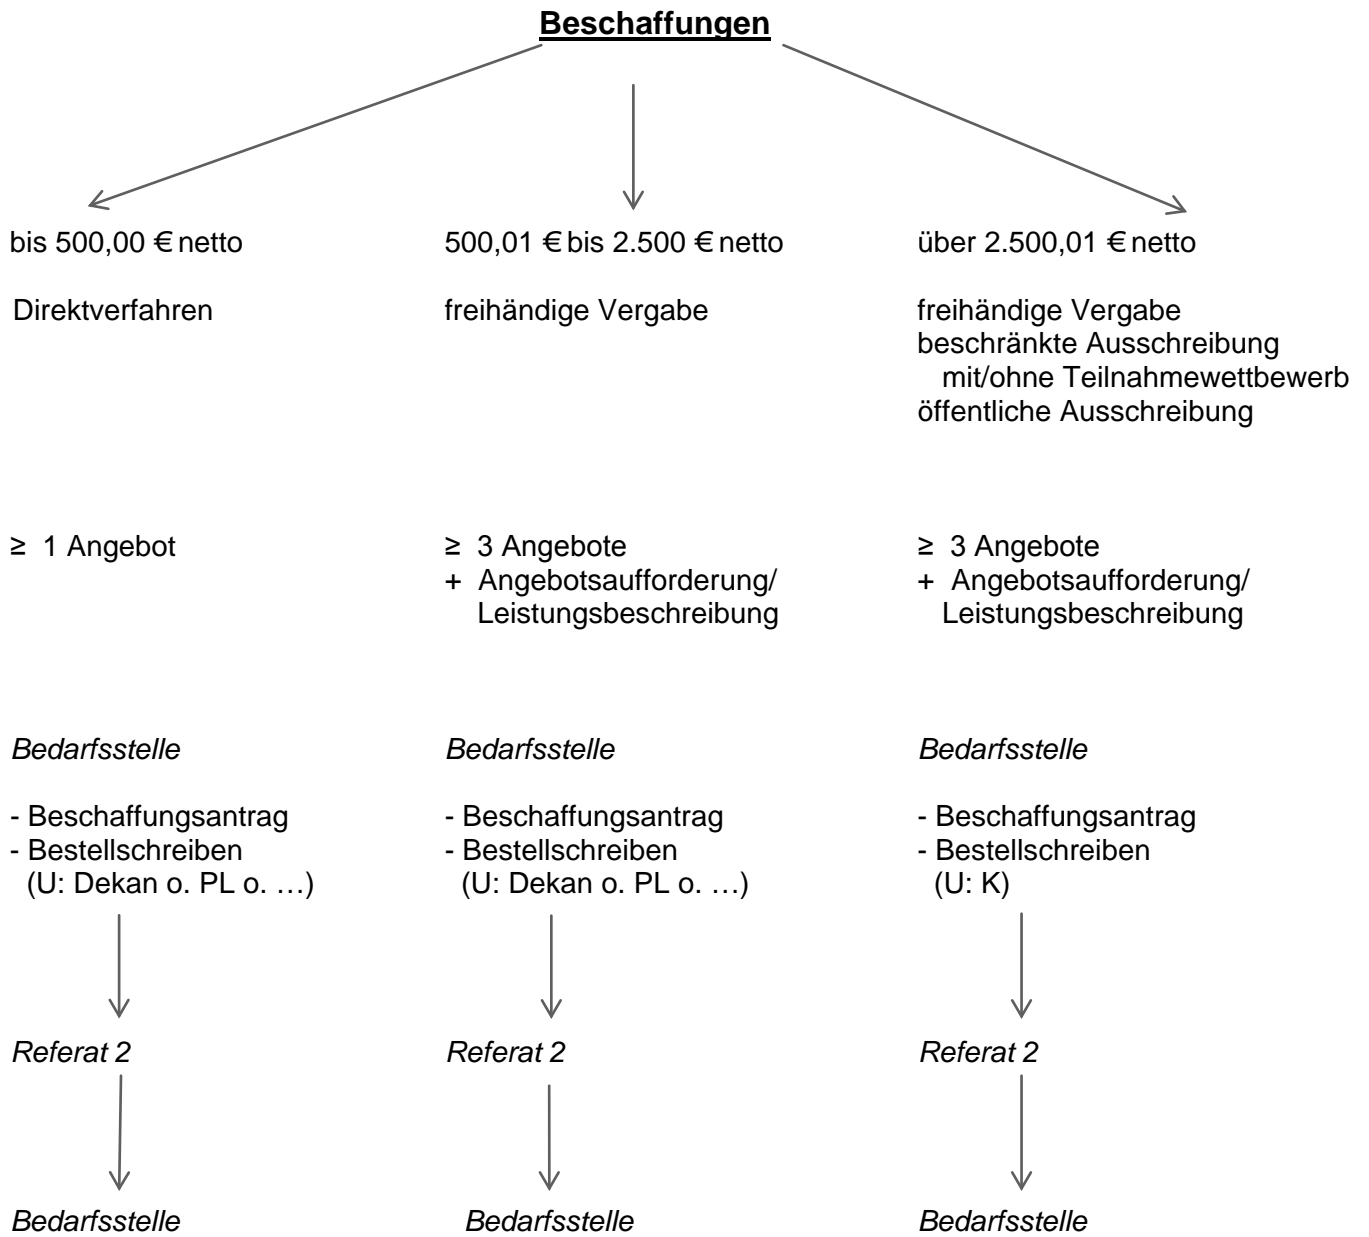 Beschaffungen
bis 500,00 € netto
500,01 € bis 2.500 € netto
über 2.500,01 € netto
Direktverfahren
freihändige Vergabe
freihändige Vergabe
beschränkte Ausschreibung
mit/ohne Teilnahmewettbewerb
öffentliche Ausschreibung
≥ 1 Angebot
≥ 3 Angebote
+ Angebotsaufforderung/
Leistungsbeschreibung
≥ 3 Angebote
+ Angebotsaufforderung/
Leistungsbeschreibung
Bedarfsstelle
Bedarfsstelle
Bedarfsstelle
- Beschaffungsantrag
- Bestellschreiben
(U: Dekan o. PL o. …)
- Beschaffungsantrag
- Bestellschreiben
(U: Dekan o. PL o. …)
- Beschaffungsantrag
- Bestellschreiben
(U: K)
Referat 2
Referat 2
Referat 2
Bedarfsstelle
Bedarfsstelle
Bedarfsstelle